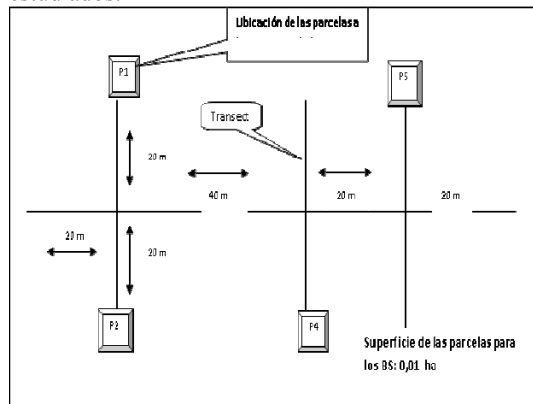 Ubicación de las parcelasa
P1
P5
Transect
20 m
40 m
20 m
20 m
20 m
20 m
P2
P4
Superficie de las parcelas para
los BS: 0,01 ha